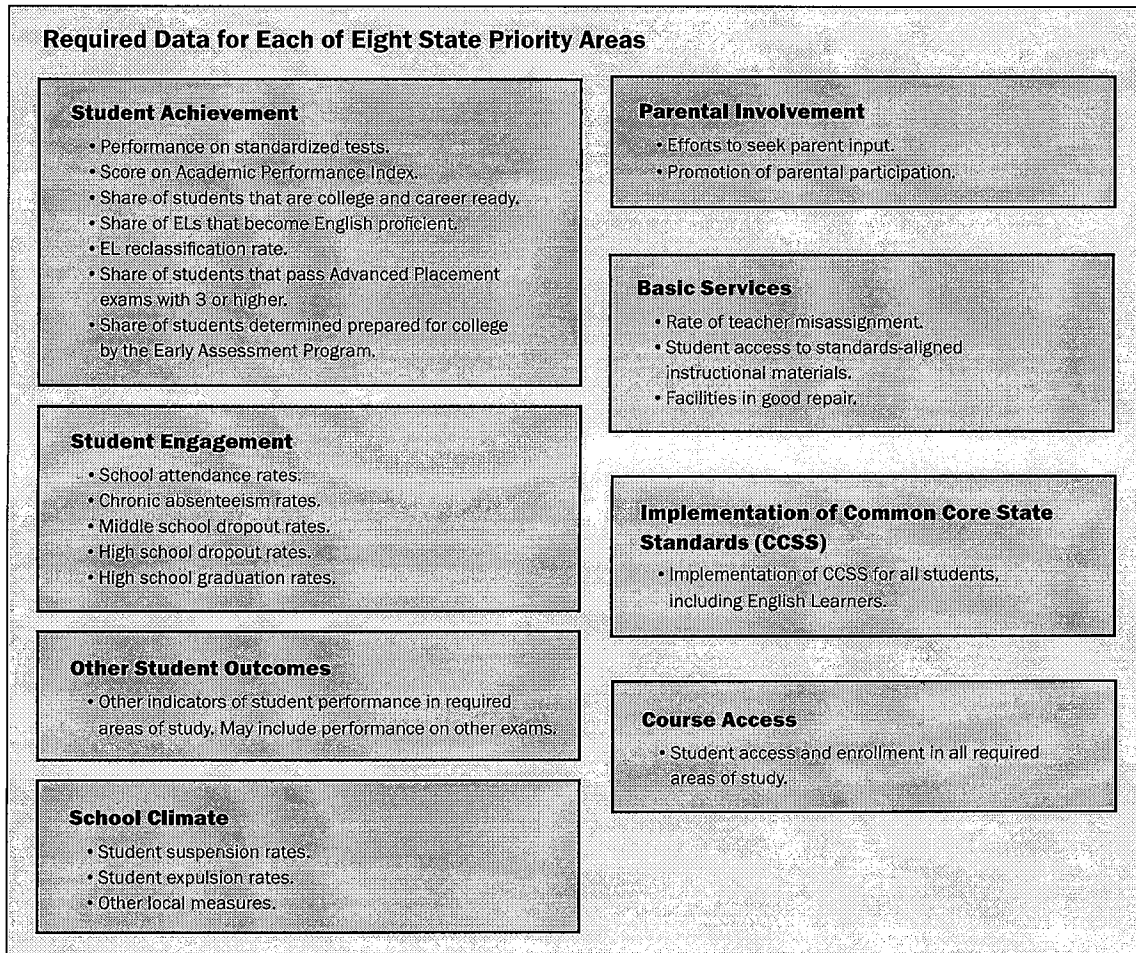 Required Data for Each of Eight State Priority Areas
Student Achievement
• Performance on standardized tests.
• Score on Academic Performance Index.
• Share of students that are college and career ready.
• Share of ELs that become English proficient.
• EL reclassification rate.
• Share of students that pass Advanced Placement
exams with 3 or higher.
• Share of students determined prepared for college
by the Early Assessment Program.
Student Engagement
• School attendance rates.
• Chronic absenteeism rates.
• Middle school dropout rates.
• High school dropout rates.
• High school graduation rates.
Other Student Outcomes
• Other indicators of student performance in required
areas of study. May include performance on other exams.
School Climate
• Student suspension rates.
• Student expulsion rates.
• Other local measures.
Parental Involvement
• Efforts to seek parent input.
• Promotion of parental participation.
Basic Services
• Rate of teacher misassignment.
• Student access to standards-aligned
instructional materials.
• Facilities in good repair.
Implementation of Common Core State
Standards (CCSS)
• Implementation of CCSS for all students,
including English Learners.
Course Access
• Student access and enrollment in all required
areas of study.